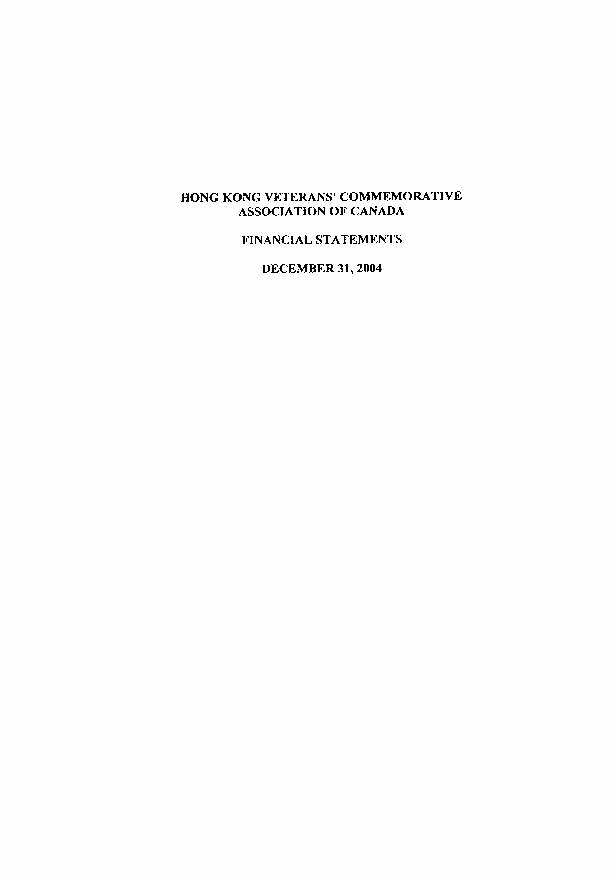 HONG KONG VETERANS' COMMEMORATIVE
ASSOCIATION OF CANADA
FINANCIAL STATEMENTS
DECEMBER 31, 2004